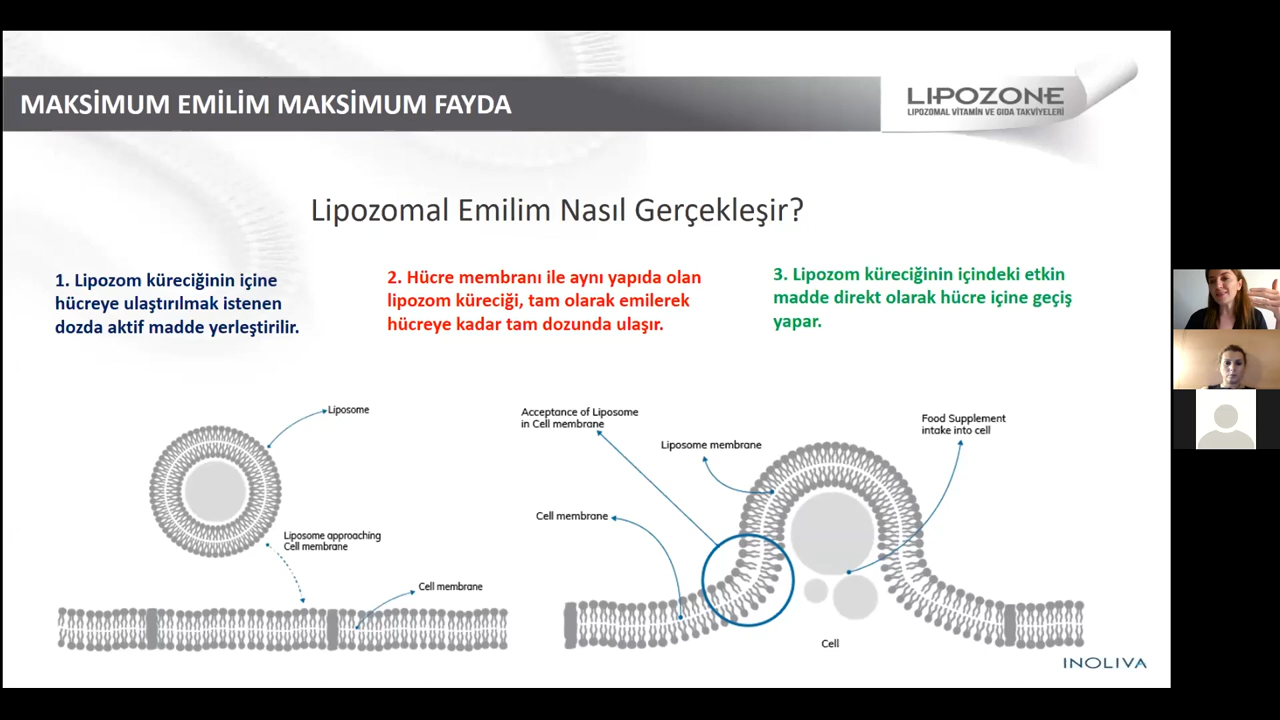 MAKSİMUM EMİLİM MAKSİMUM FAYDA
LIPOZONE
LIPOZOMAL VİTAMİN VE GIDA TAKVİYELERİ
Lipozomal Emilim Nasıl Gerçekleşir?
1. Lipozom küreciğinin içine
hücreye ulaştırılmak istenen
dozda aktif madde yerleştirilir.
2. Hücre membranı ile aynı yapıda olan
lipozom küreciği, tam olarak emilerek
hücreye kadar tam dozunda ulaşır.
3. Lipozom küreciğinin içindeki etkin
madde direkt olarak hücre içine geçiş
yapar.
Liposome
Liposome approaching
Cell membrane
Cell membrane
Acceptance of Liposome
in Cell membrane
Liposome membrane
Cell membrane
Food Supplement
intake into cell
Cell
INOLIVA